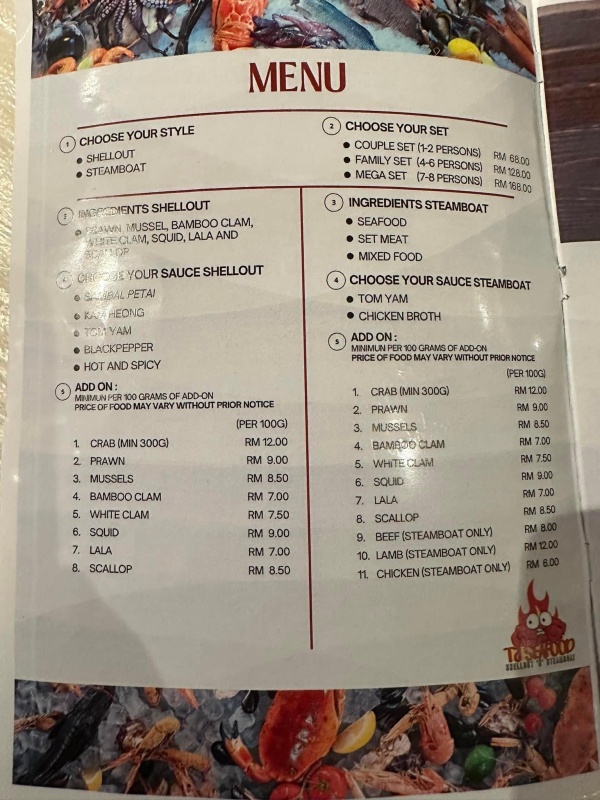 MENU
1 CHOOSE YOUR STYLE
SHELLOUT
STEAMBOAT
2 CHOOSE YOUR SET
COUPLE SET (1-2 PERSONS) RM 68.00
FAMILY SET (4-6 PERSONS) RM 128.00
MEGA SET (7-8 PERSONS) RM 168.00
INGREDIENTS SHELLOUT
PRAWN, MUSSEL, BAMBOO CLAM,
WHITE CLAM, SQUID, LALA AND
SCALLOP
CHOOSE YOUR SAUCE SHELLOUT
SAMBAL PETAI
KAM HEONG
TOM YAM
BLACKPEPPER
HOT AND SPICY
5 ADD ON :
MINIMUN PER 100 GRAMS OF ADD-ON
PRICE OF FOOD MAY VARY WITHOUT PRIOR NOTICE
(PER 100G)
1. CRAB (MIN 300G) RM 12.00
2. PRAWN RM 9.00
3. MUSSELS RM 8.50
4. BAMBOO CLAM RM 7.00
5. WHITE CLAM RM 7.50
6. SQUID RM 9.00
7. LALA RM 7.00
8. SCALLOP RM 8.50
3 INGREDIENTS STEAMBOAT
SEAFOOD
SET MEAT
MIXED FOOD
4 CHOOSE YOUR SAUCE STEAMBOAT
TOM YAM
CHICKEN BROTH
5 ADD ON :
MINIMUN PER 100 GRAMS OF ADD-ON
PRICE OF FOOD MAY VARY WITHOUT PRIOR NOTICE
(PER 100G)
1. CRAB (MIN 300G) RM 12.00
2. PRAWN RM 9.00
3. MUSSELS RM 8.50
4. BAMBOO CLAM RM 7.00
5. WHITE CLAM RM 7.50
6. SQUID RM 9.00
7. LALA RM 7.00
8. SCALLOP RM 8.50
9. BEEF (STEAMBOAT ONLY) RM 8.00
10. LAMB (STEAMBOAT ONLY) RM 12.00
11. CHICKEN (STEAMBOAT ONLY) RM 6.00
SEAFOOD
SHELLOUT 'N' STEAMBOAT